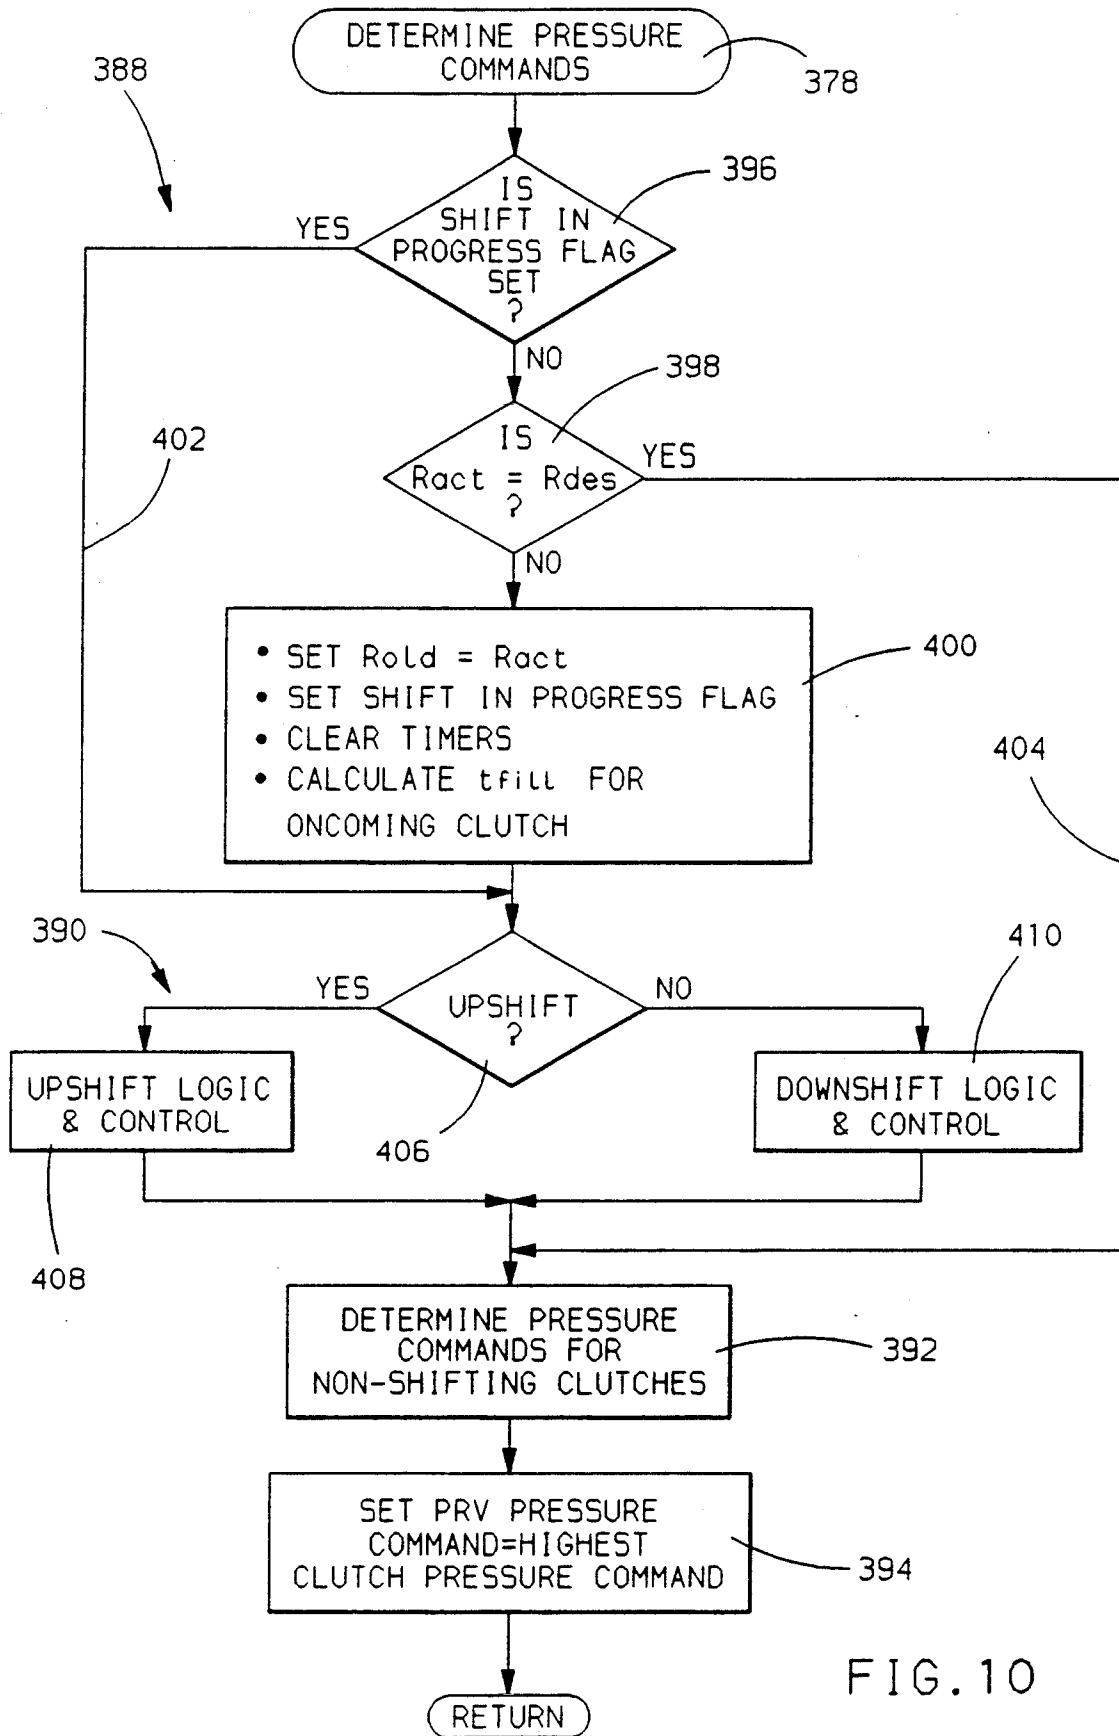 DETERMINE PRESSURE
COMMANDS
378
388
396
IS
SHIFT IN
PROGRESS FLAG
SET
?
YES
NO
398
402
IS
Ract = Rdes
?
YES
NO
• SET Rold = Ract
• SET SHIFT IN PROGRESS FLAG
• CLEAR TIMERS
• CALCULATE tfill FOR
ONCOMING CLUTCH
400
404
390
410
YES
UPSHIFT
?
NO
UPSHIFT LOGIC
& CONTROL
DOWNSHIFT LOGIC
& CONTROL
406
408
DETERMINE PRESSURE
COMMANDS FOR
NON-SHIFTING CLUTCHES
392
SET PRV PRESSURE
COMMAND=HIGHEST
CLUTCH PRESSURE COMMAND
394
FIG.10
RETURN